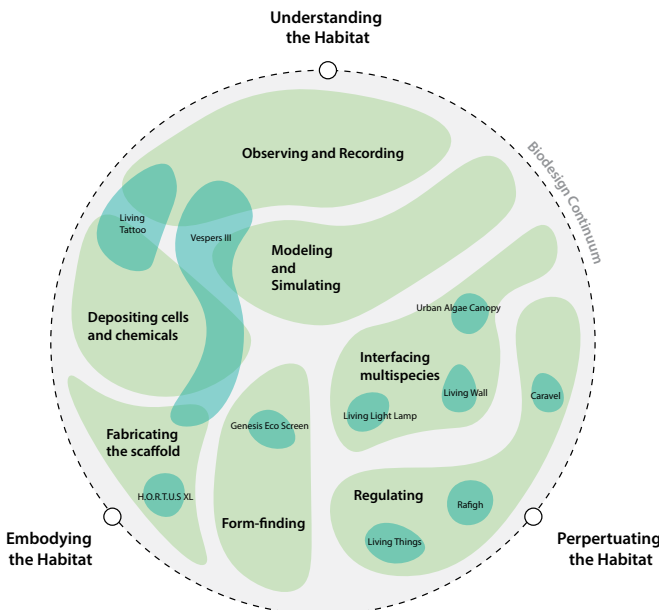 Understanding
the Habitat
Biodesign Continuum
Observing and Recording
Living
Tattoo
Vespers III
Modeling
and
Simulating
Depositing cells
and chemicals
Urban Algae Canopy
Interfacing
multispecies
Living Wall
Caravel
Living Light Lamp
Genesis Eco Screen
Fabricating
the scaffold
H.O.R.T.U.S XL
Regulating
Rafigh
Form-finding
Living Things
Embodying
the Habitat
Perpertuating
the Habitat